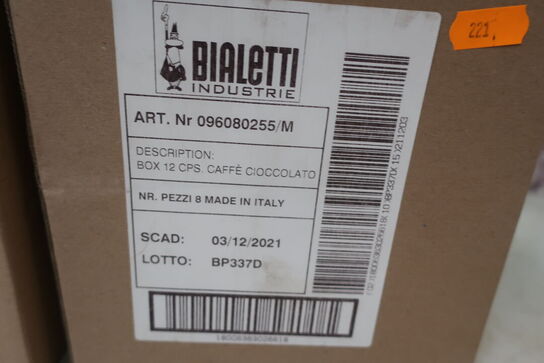 221,
BIALETTI
INDUSTRIE
ART. Nr 096080255/M
DESCRIPTION:
BOX 12 CPS. CAFFÈ CIOCCOLATO
NR. PEZZI 8 MADE IN ITALY
SCAD: 03/12/2021
LOTTO: BP337D